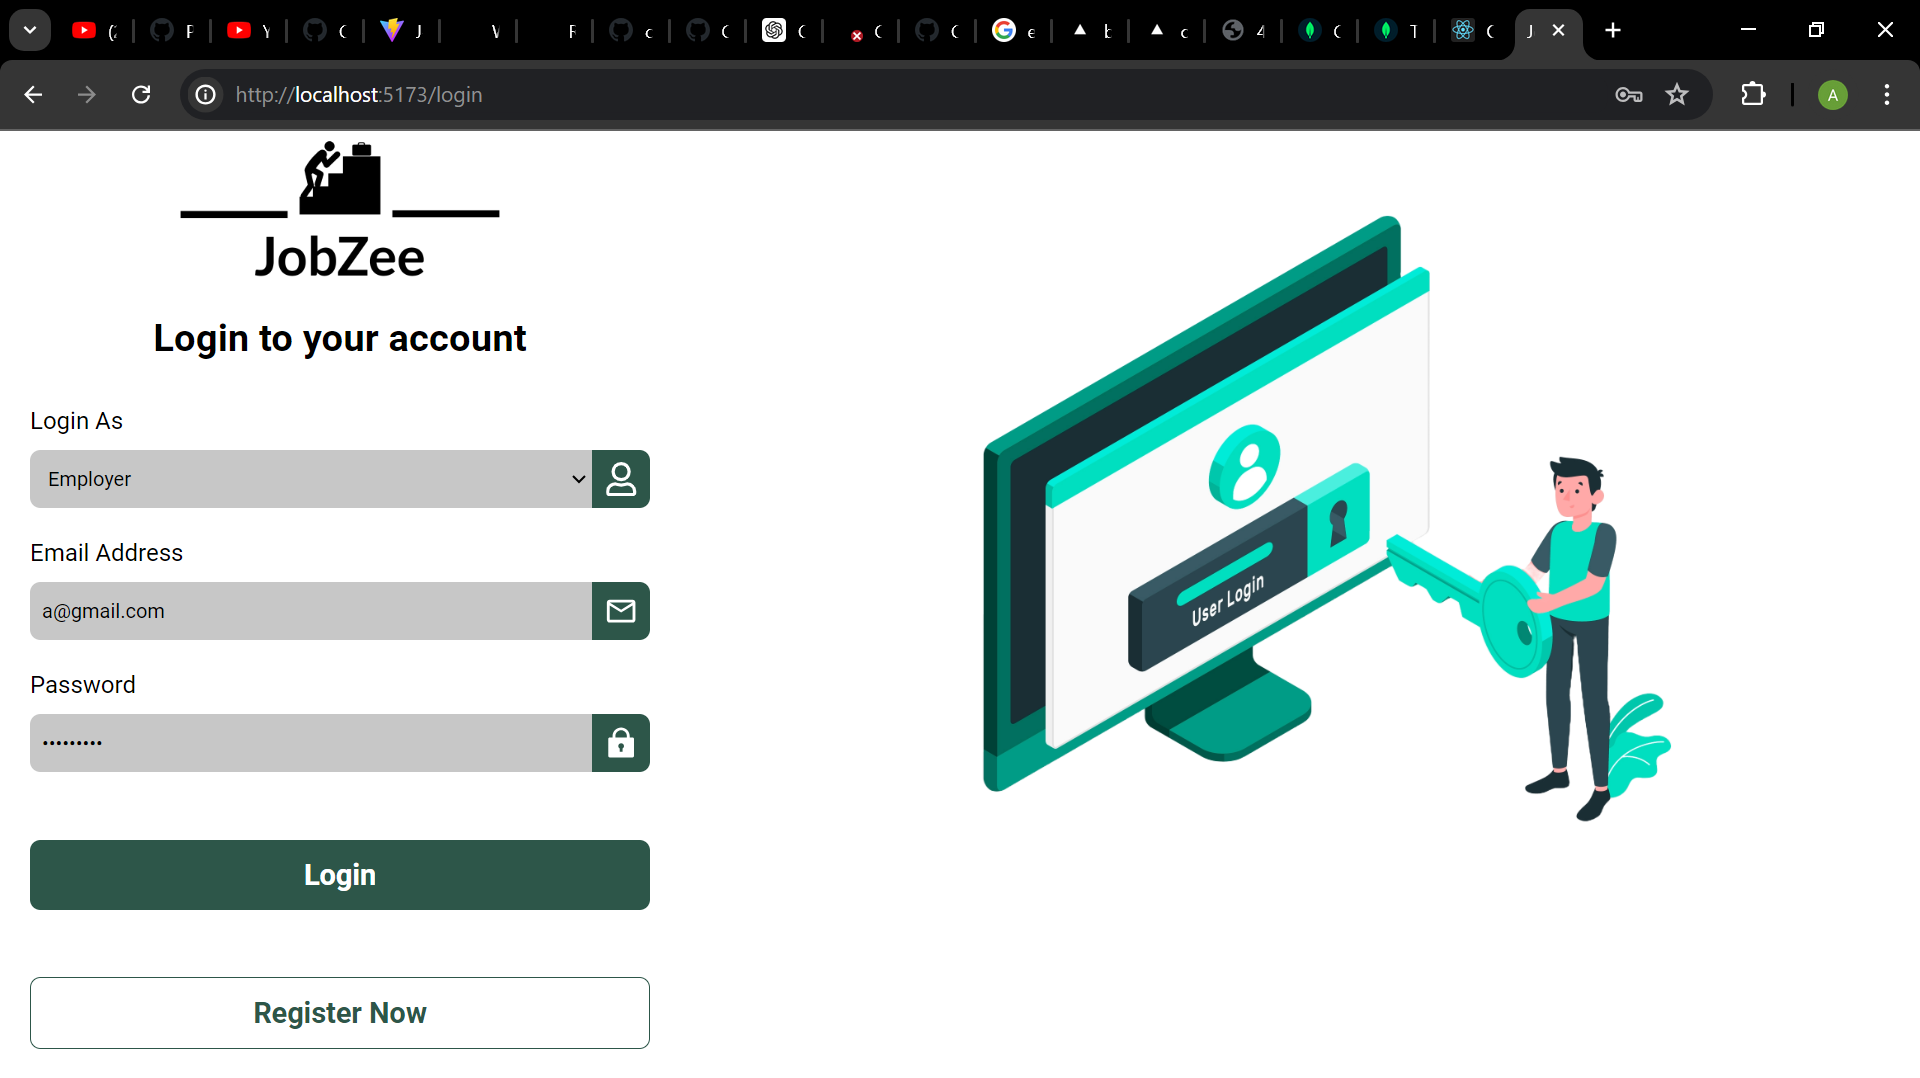 http://localhost:5173/login
A
JobZee
Login to your account
Login As
Employer
Email Address
a@gmail.com
Password
•••••••••
Login
Register Now
User Login